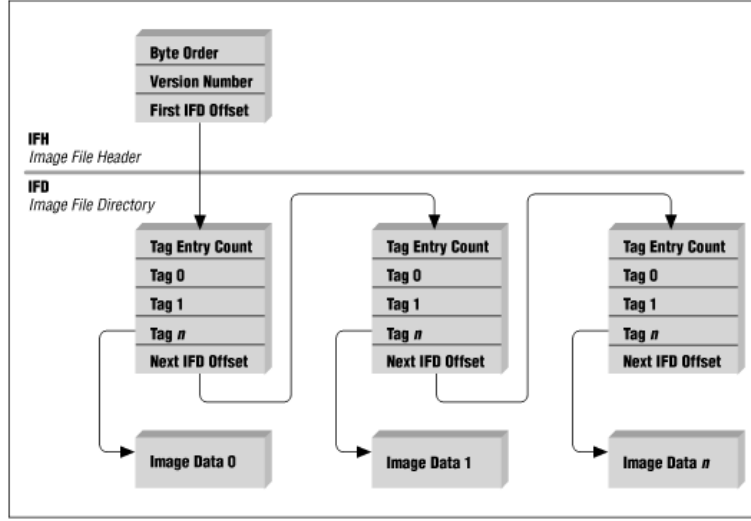 Byte Order
Version Number
First IFD Offset
IFH
Image File Header
IFD
Image File Directory
Tag Entry Count
Tag 0
Tag 1
Tag n
Next IFD Offset
Image Data 0
Tag Entry Count
Tag 0
Tag 1
Tag n
Next IFD Offset
Image Data 1
Tag Entry Count
Tag 0
Tag 1
Tag n
Next IFD Offset
Image Data n